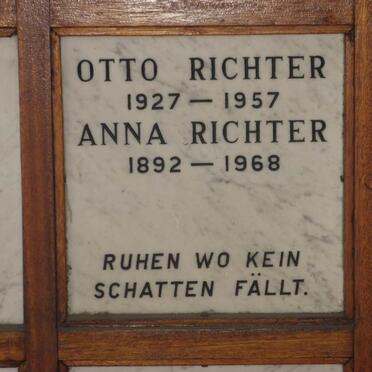 OTTO RICHTER
1927 — 1957
ANNA RICHTER
1892 — 1968
RUHEN WO KEIN
SCHATTEN FÄLLT.